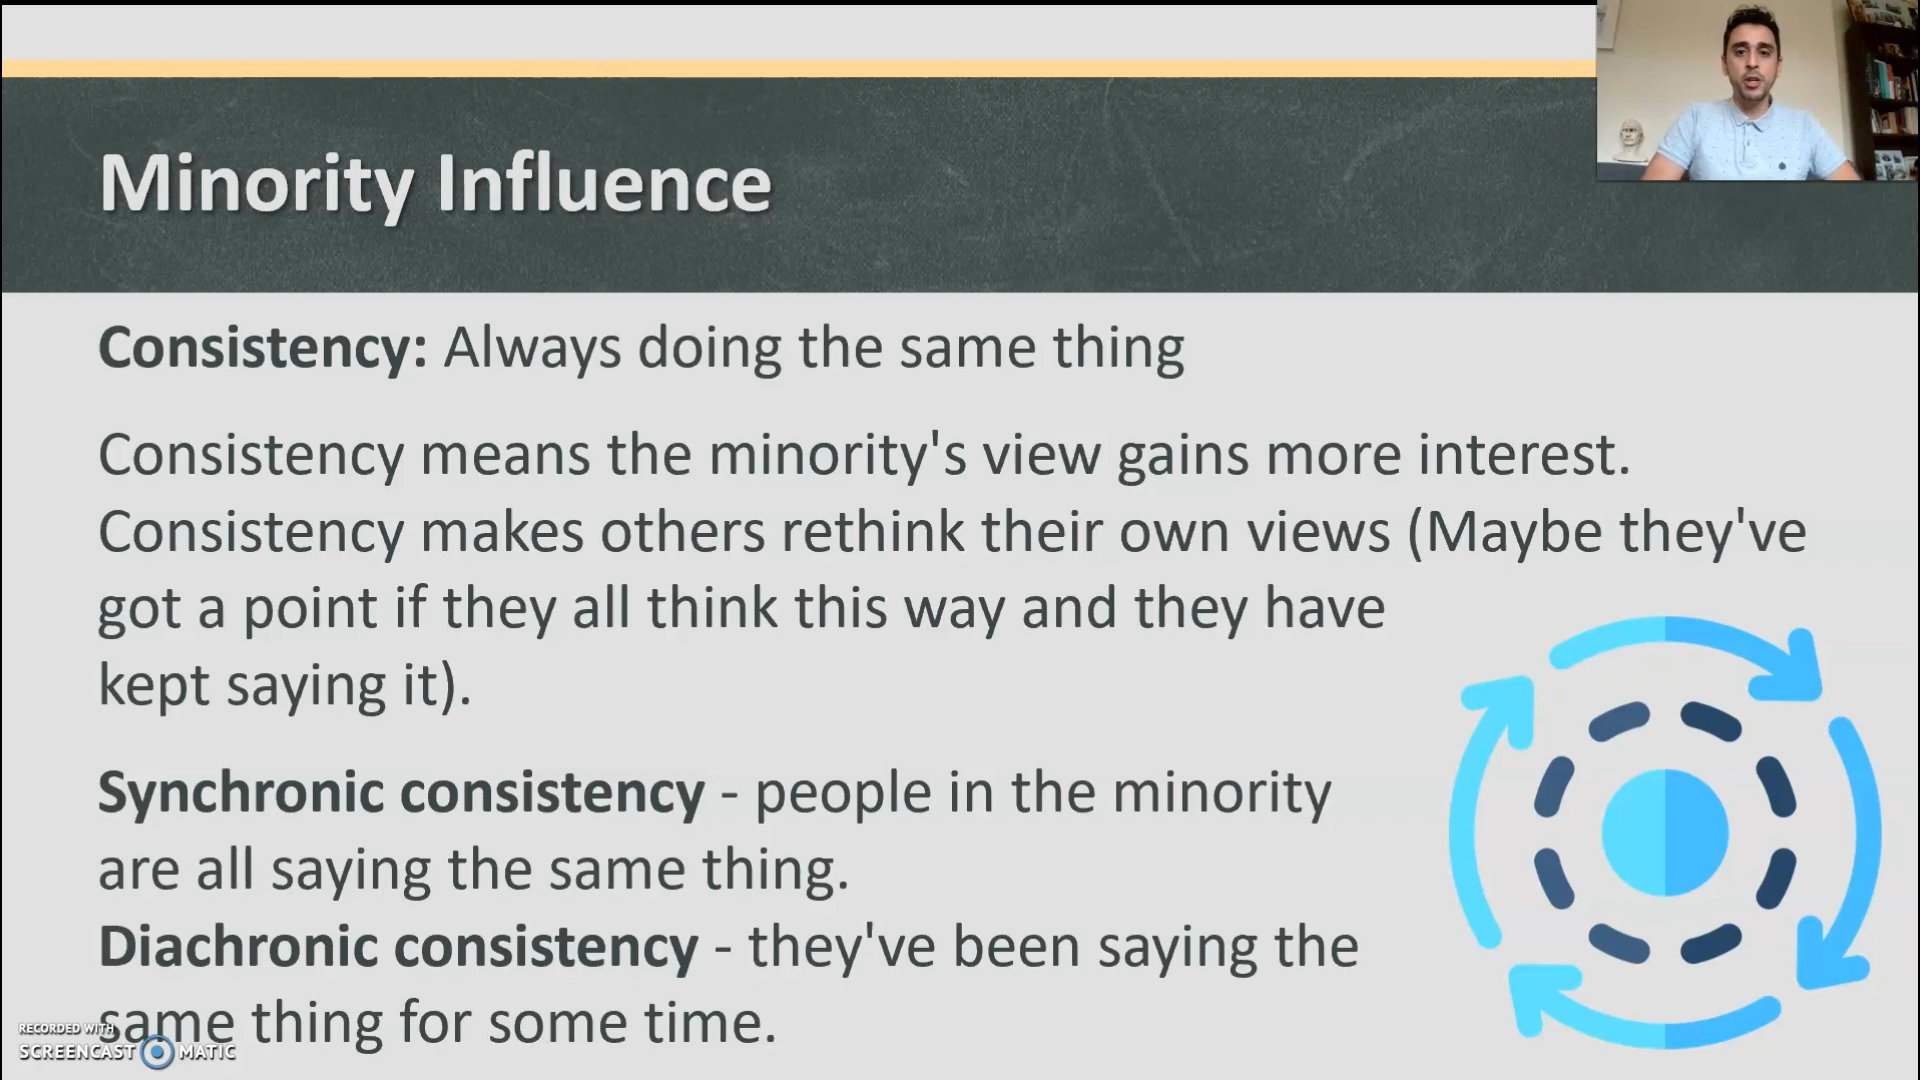 Minority Influence
Consistency: Always doing the same thing
Consistency means the minority's view gains more interest.
Consistency makes others rethink their own views (Maybe they've
got a point if they all think this way and they have
kept saying it).
Synchronic consistency - people in the minority
are all saying the same thing.
Diachronic consistency - they've been saying the
same thing for some time.
RECORDED WITH
SCREENCAST MATIC